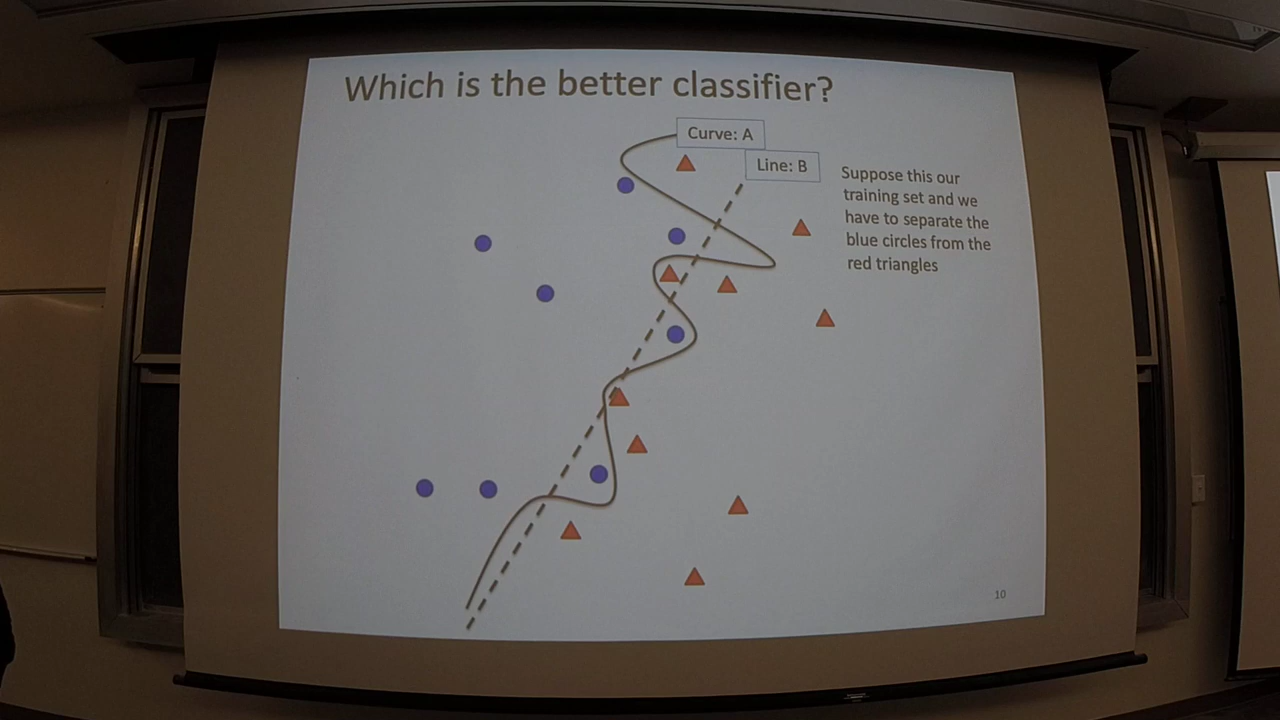 Which is the better classifier?
Curve: A
Line: B
Suppose this our
training set and we
have to separate the
blue circles from the
red triangles
10